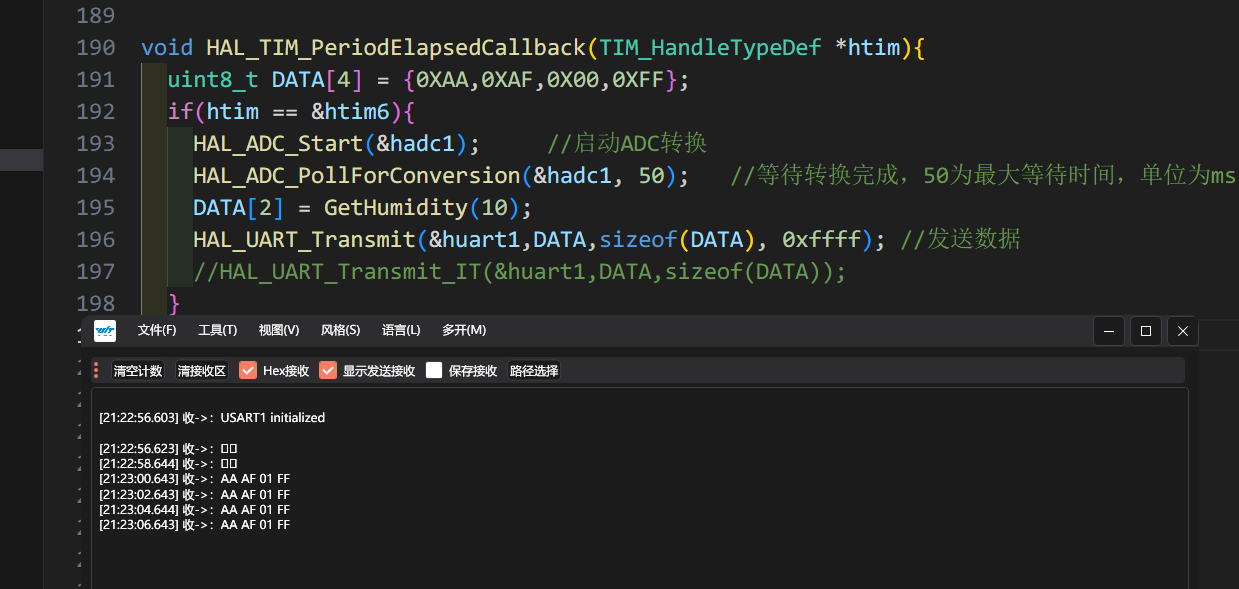 189
190 void HAL_TIM_PeriodElapsedCallback(TIM_HandleTypeDef *htim){
191 uint8_t DATA[4] = {0XAA,0XAF,0X00,0XFF};
192 if(htim == &htim6){
193 HAL_ADC_Start(&hadc1); //启动ADC转换
194 HAL_ADC_PollForConversion(&hadc1, 50); //等待转换完成，50为最大等待时间，单位为ms
195 DATA[2] = GetHumidity(10);
196 HAL_UART_Transmit(&huart1,DATA,sizeof(DATA), 0xffff); //发送数据
197 //HAL_UART_Transmit_IT(&huart1,DATA,sizeof(DATA));
198 }
文件(F) 工具(T) 视图(V) 风格(S) 语言(L) 多开(M)
清空计数 清接收区 Hex接收 显示发送接收 保存接收 路径选择
[21:22:56.603] 收->：USART1 initialized
[21:22:56.623] 收->：□□
[21:22:58.644] 收->：□□
[21:23:00.643] 收->：AA AF 01 FF
[21:23:02.643] 收->：AA AF 01 FF
[21:23:04.644] 收->：AA AF 01 FF
[21:23:06.643] 收->：AA AF 01 FF